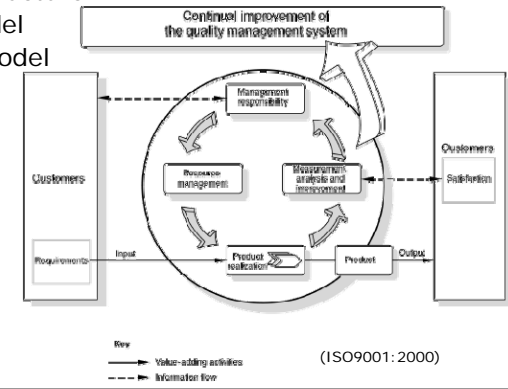 del
odel
Continual improvement of
the quality management system
Management
responsibility
Customers
Resource
management
Measurement
analysis and
improvement
Customers
Satisfaction
Requirements
Input
Product
realization
Product
Output
Key
Value-adding activities
Information flow
(ISO9001:2000)